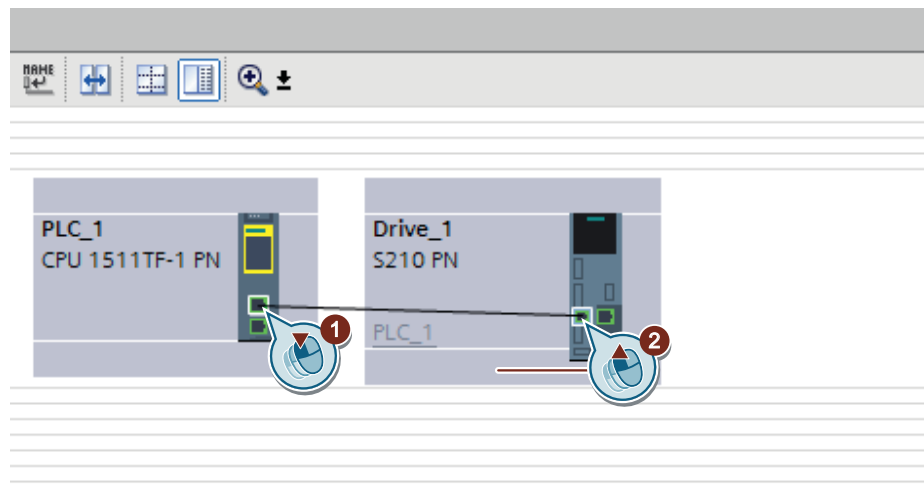 NAME
PLC_1
CPU 1511TF-1 PN
Drive_1
S210 PN
PLC_1
1
2